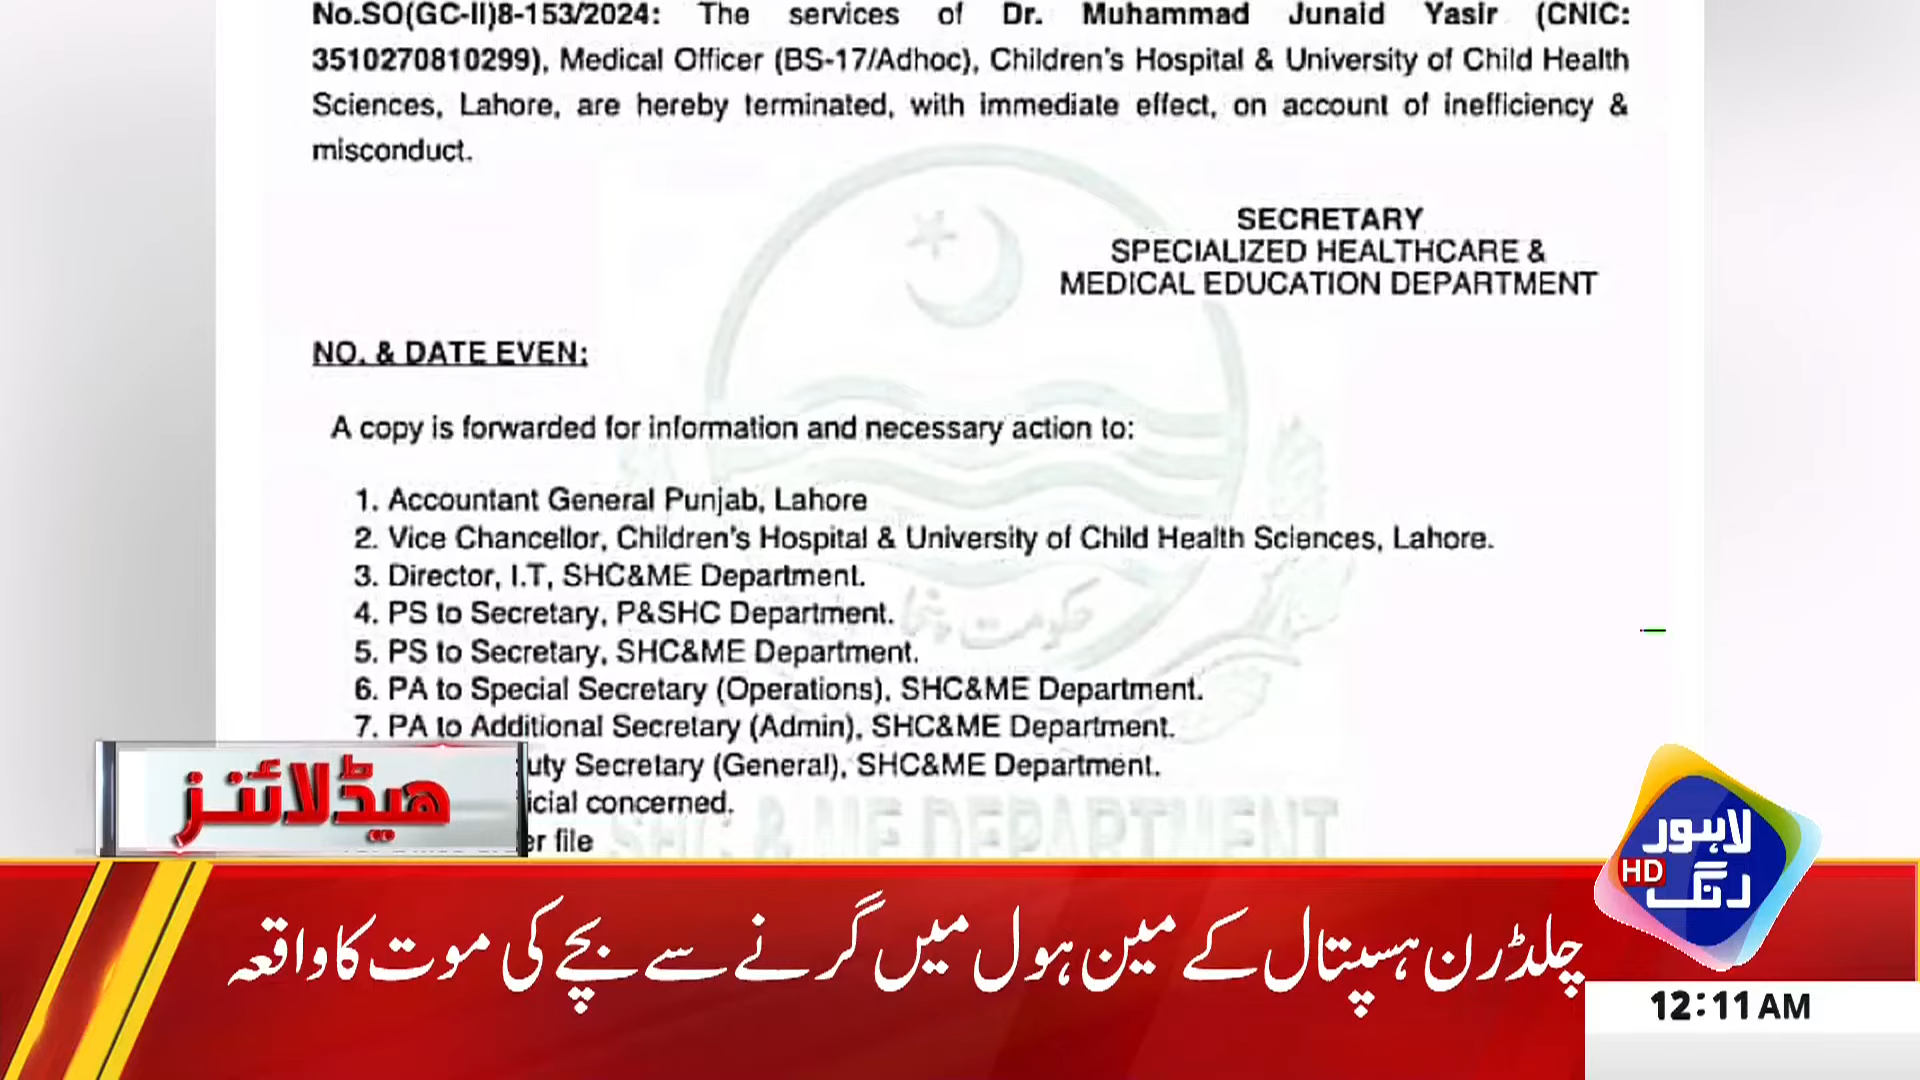 No.SO(GC-II)8-153/2024: The services of Dr. Muhammad Junaid Yasir (CNIC:
3510270810299), Medical Officer (BS-17/Adhoc), Children's Hospital & University of Child Health
Sciences, Lahore, are hereby terminated, with immediate effect, on account of inefficiency &
misconduct.
SECRETARY
SPECIALIZED HEALTHCARE &
MEDICAL EDUCATION DEPARTMENT
NO. & DATE EVEN:
A copy is forwarded for information and necessary action to:
1. Accountant General Punjab, Lahore
2. Vice Chancellor, Children's Hospital & University of Child Health Sciences, Lahore.
3. Director, I.T, SHC&ME Department.
4. PS to Secretary, P&SHC Department.
5. PS to Secretary, SHC&ME Department.
6. PA to Special Secretary (Operations), SHC&ME Department.
7. PA to Additional Secretary (Admin), SHC&ME Department.
uty Secretary (General), SHC&ME Department.
icial concerned.
er file
SHC & ME DEPARTMENT
ھیڈلائنز
لاہور
HD رنگ
چلڈرن ہسپتال کے مین ہول میں گرنے سے بچے کی موت کا واقعہ
12:11 AM